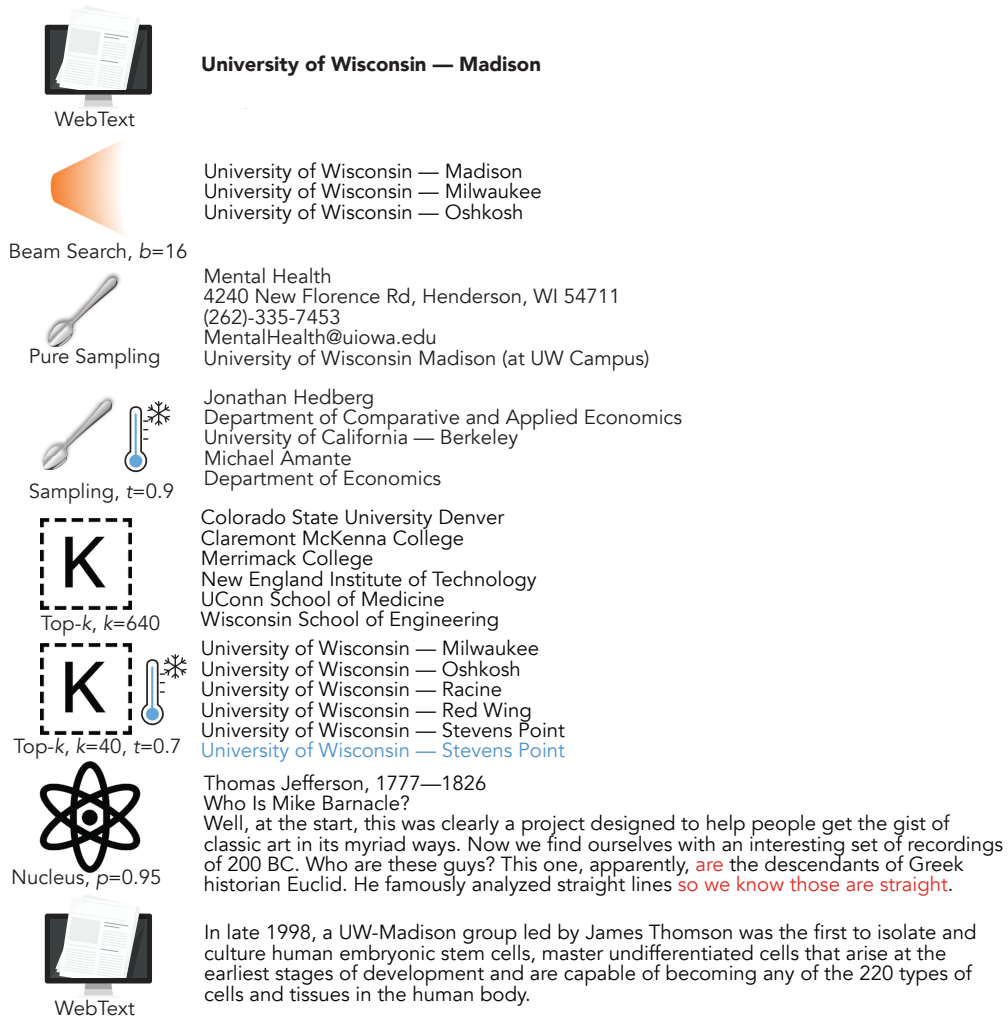 University of Wisconsin — Madison
WebText
University of Wisconsin — Madison
University of Wisconsin — Milwaukee
University of Wisconsin — Oshkosh
Beam Search, b=16
Mental Health
4240 New Florence Rd, Henderson, WI 54711
(262)-335-7453
MentalHealth@uiowa.edu
University of Wisconsin Madison (at UW Campus)
Pure Sampling
Jonathan Hedberg
Department of Comparative and Applied Economics
University of California — Berkeley
Michael Amante
Department of Economics
Sampling, t=0.9
Colorado State University Denver
Claremont McKenna College
Merrimack College
New England Institute of Technology
UConn School of Medicine
Wisconsin School of Engineering
K
Top-k, k=640
University of Wisconsin — Milwaukee
University of Wisconsin — Oshkosh
University of Wisconsin — Racine
University of Wisconsin — Red Wing
University of Wisconsin — Stevens Point
University of Wisconsin — Stevens Point
K
Top-k, k=40, t=0.7
Thomas Jefferson, 1777—1826
Who Is Mike Barnacle?
Well, at the start, this was clearly a project designed to help people get the gist of
classic art in its myriad ways. Now we find ourselves with an interesting set of recordings
of 200 BC. Who are these guys? This one, apparently, are the descendants of Greek
historian Euclid. He famously analyzed straight lines so we know those are straight.
Nucleus, p=0.95
In late 1998, a UW-Madison group led by James Thomson was the first to isolate and
culture human embryonic stem cells, master undifferentiated cells that arise at the
earliest stages of development and are capable of becoming any of the 220 types of
cells and tissues in the human body.
WebText